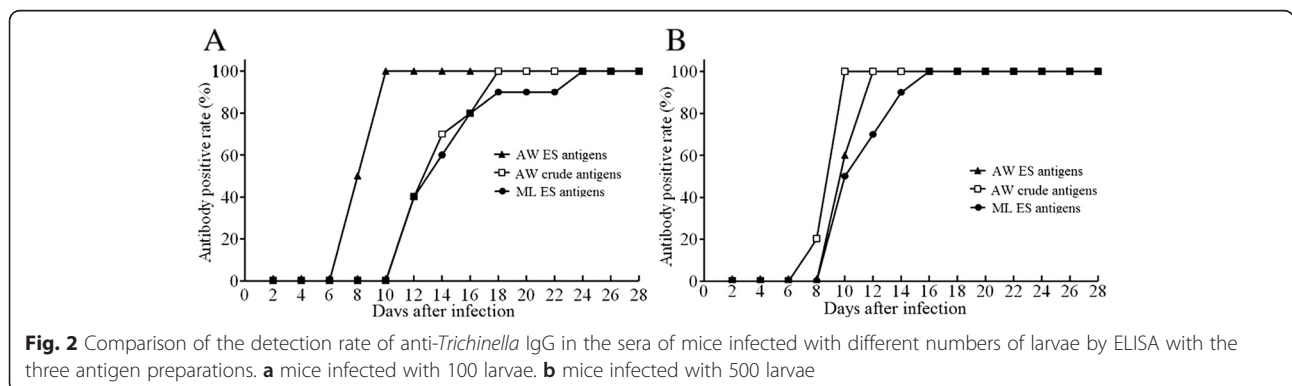 A
Antibody positive rate (%)
100
80
60
40
20
0
AW ES antigens
AW crude antigens
ML ES antigens
0 2 4 6 8 10 12 14 16 18 20 22 24 26 28
Days after infection
B
Antibody positive rate (%)
100
80
60
40
20
0
AW ES antigens
AW crude antigens
ML ES antigens
0 2 4 6 8 10 12 14 16 18 20 22 24 26 28
Days after infection
Fig. 2 Comparison of the detection rate of anti-Trichinella IgG in the sera of mice infected with different numbers of larvae by ELISA with the
three antigen preparations. a mice infected with 100 larvae. b mice infected with 500 larvae